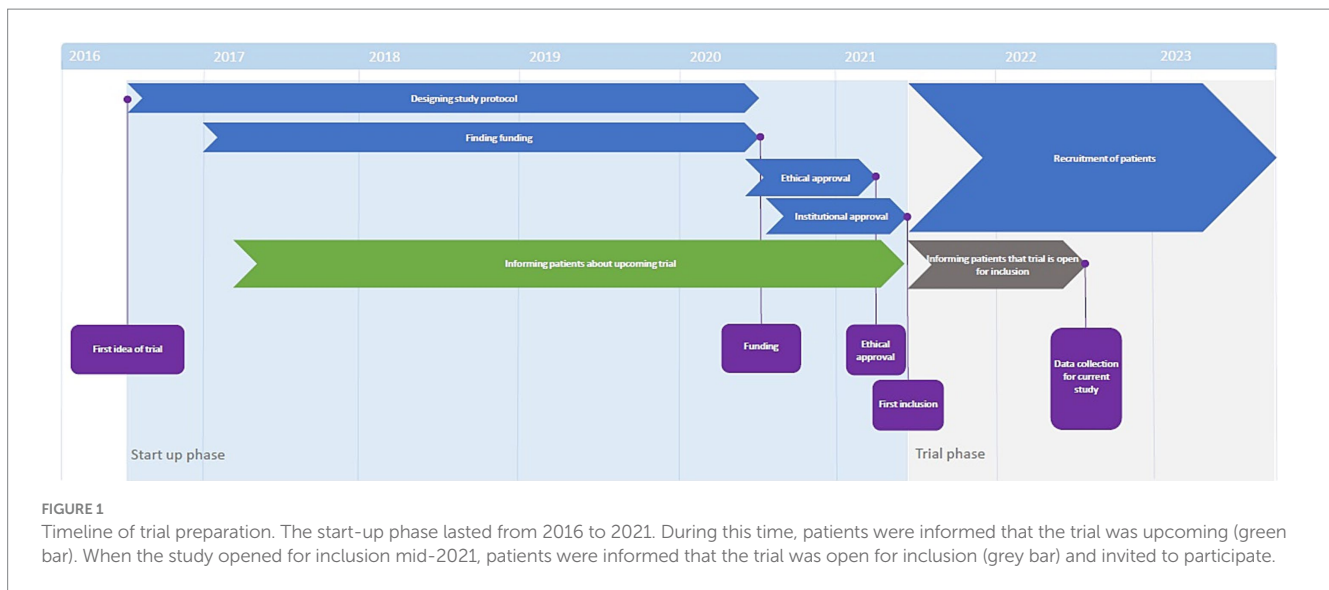 2016 2017 2018 2019 2020 2021 2022 2023
Designing study protocol
Finding funding
Recruitment of patients
Ethical approval
Institutional approval
Informing patients about upcoming trial
Informing patients that trial is open
for inclusion
First idea of trial
Funding
Ethical
approval
Data collection
for current
study
First inclusion
Start up phase
Trial phase
FIGURE 1
Timeline of trial preparation. The start-up phase lasted from 2016 to 2021. During this time, patients were informed that the trial was upcoming (green
bar). When the study opened for inclusion mid-2021, patients were informed that the trial was open for inclusion (grey bar) and invited to participate.